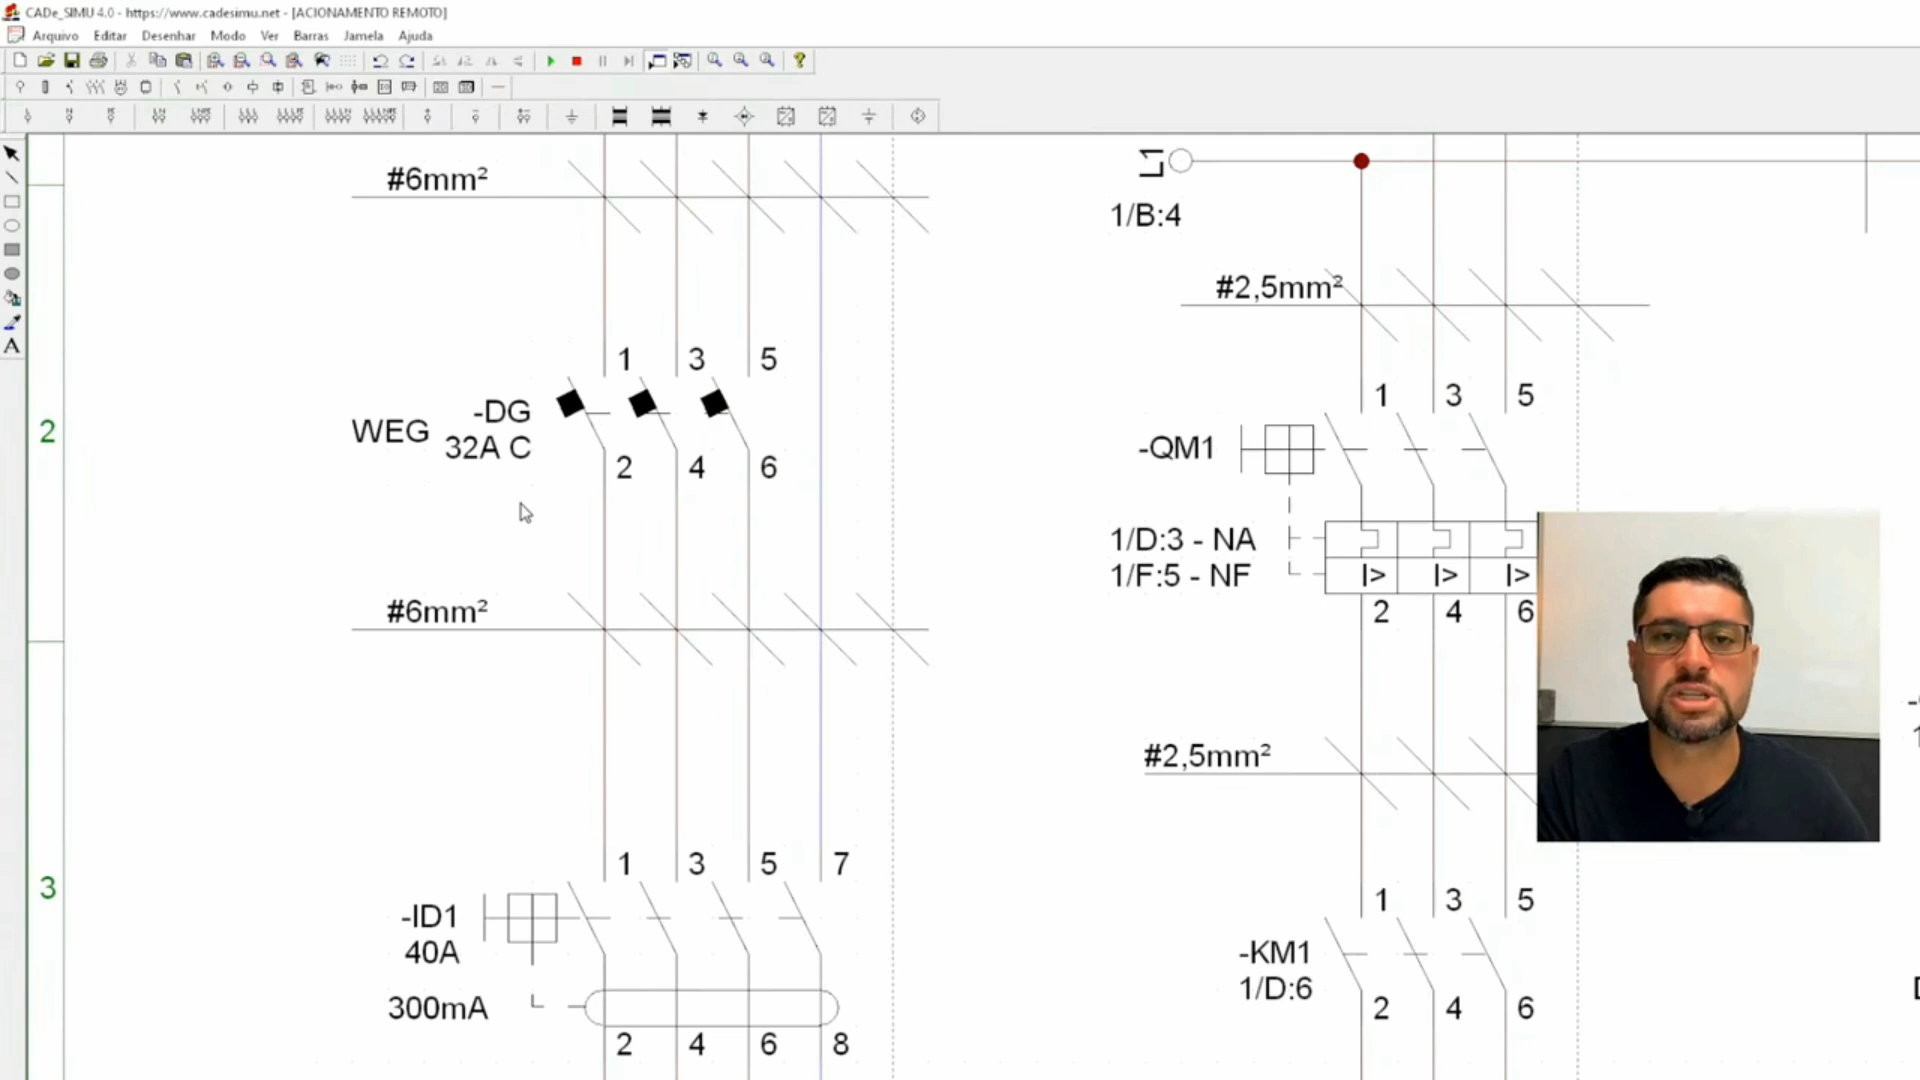 CADe_SIMU 4.0 - https://www.cadesimu.net - [ACIONAMENTO REMOTO]
Arquivo Editar Desenhar Modo Ver Barras Jamela Ajuda
#6mm²
L1
1/B:4
#2,5mm²
1 3 5
WEG
-DG
32A C
2 4 6
2
1 3 5
-QM1
1/D:3 - NA
1/F:5 - NF
I> I> I>
2 4 6
#6mm²
#2,5mm²
3
1 3 5 7
-ID1
40A
300mA
2 4 6 8
1 3 5
-KM1
1/D:6
2 4 6
A